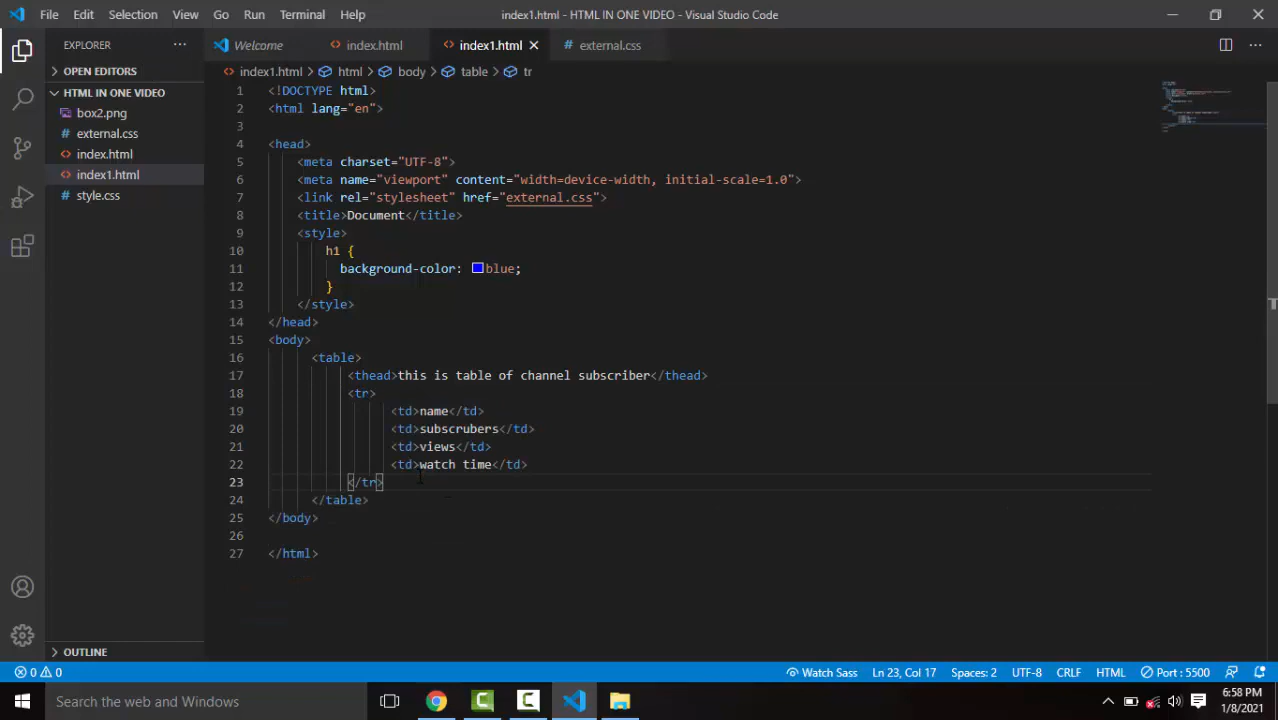 File Edit Selection View Go Run Terminal Help
index1.html - HTML IN ONE VIDEO - Visual Studio Code
EXPLORER
OPEN EDITORS
HTML IN ONE VIDEO
box2.png
external.css
index.html
index1.html
style.css
OUTLINE
Welcome index.html index1.html external.css
index1.html > html > body > table > tr
1 <!DOCTYPE html>
2 <html lang="en">
3
4 <head>
5 <meta charset="UTF-8">
6 <meta name="viewport" content="width=device-width, initial-scale=1.0">
7 <link rel="stylesheet" href="external.css">
8 <title>Document</title>
9 <style>
10 h1 {
11 background-color: blue;
12 }
13 </style>
14 </head>
15 <body>
16 <table>
17 <thead>this is table of channel subscriber</thead>
18 <tr>
19 <td>name</td>
20 <td>subscrubers</td>
21 <td>views</td>
22 <td>watch time</td>
23 </tr>
24 </table>
25 </body>
26
27 </html>
0 0 Watch Sass Ln 23, Col 17 Spaces: 2 UTF-8 CRLF HTML Port : 5500
Search the web and Windows
6:58 PM
1/8/2021